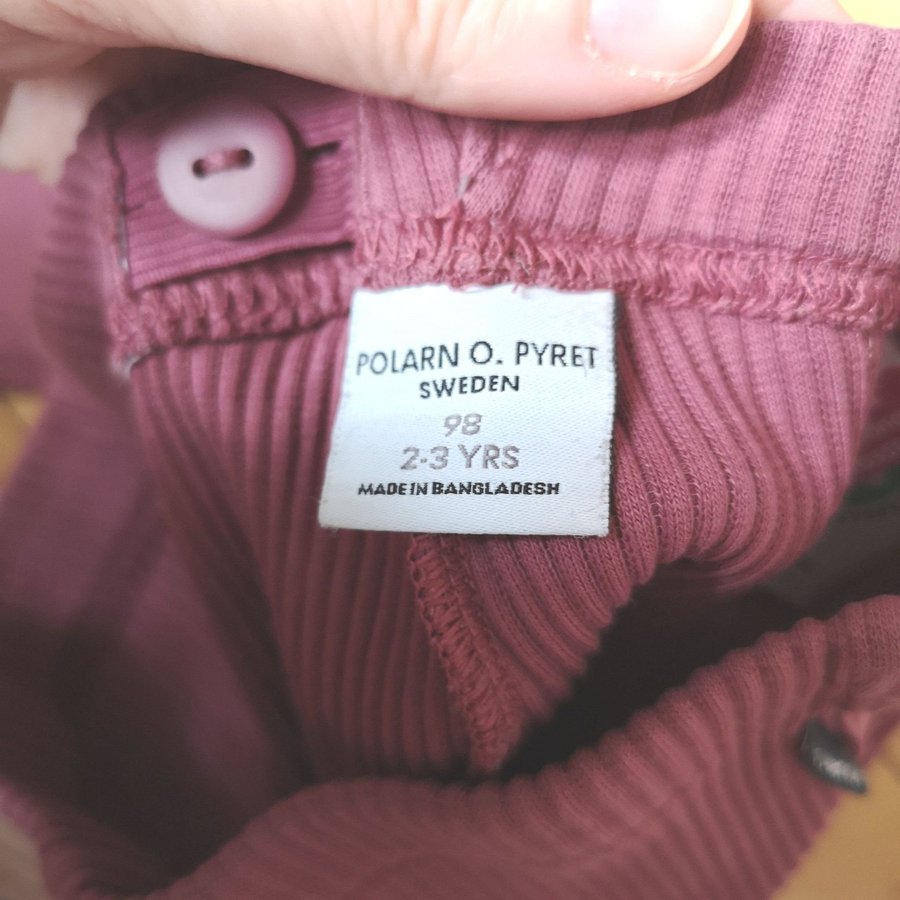 POLARN O. PYRET
SWEDEN
98
2-3 YRS
MADE IN BANGLADESH